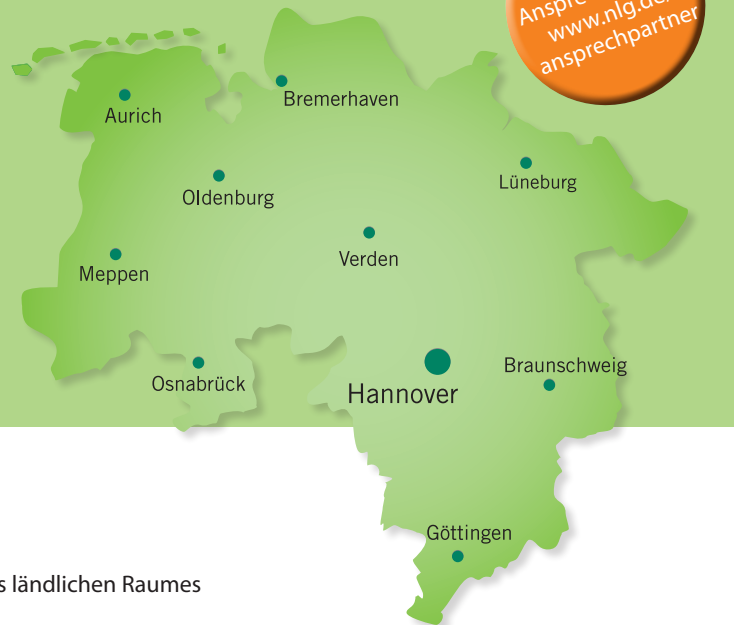 www.nlg.de/
ansprechpartner
Bremerhaven
Aurich
Lüneburg
Oldenburg
Verden
Meppen
Braunschweig
Osnabrück
Hannover
Göttingen
ländlichen Raumes